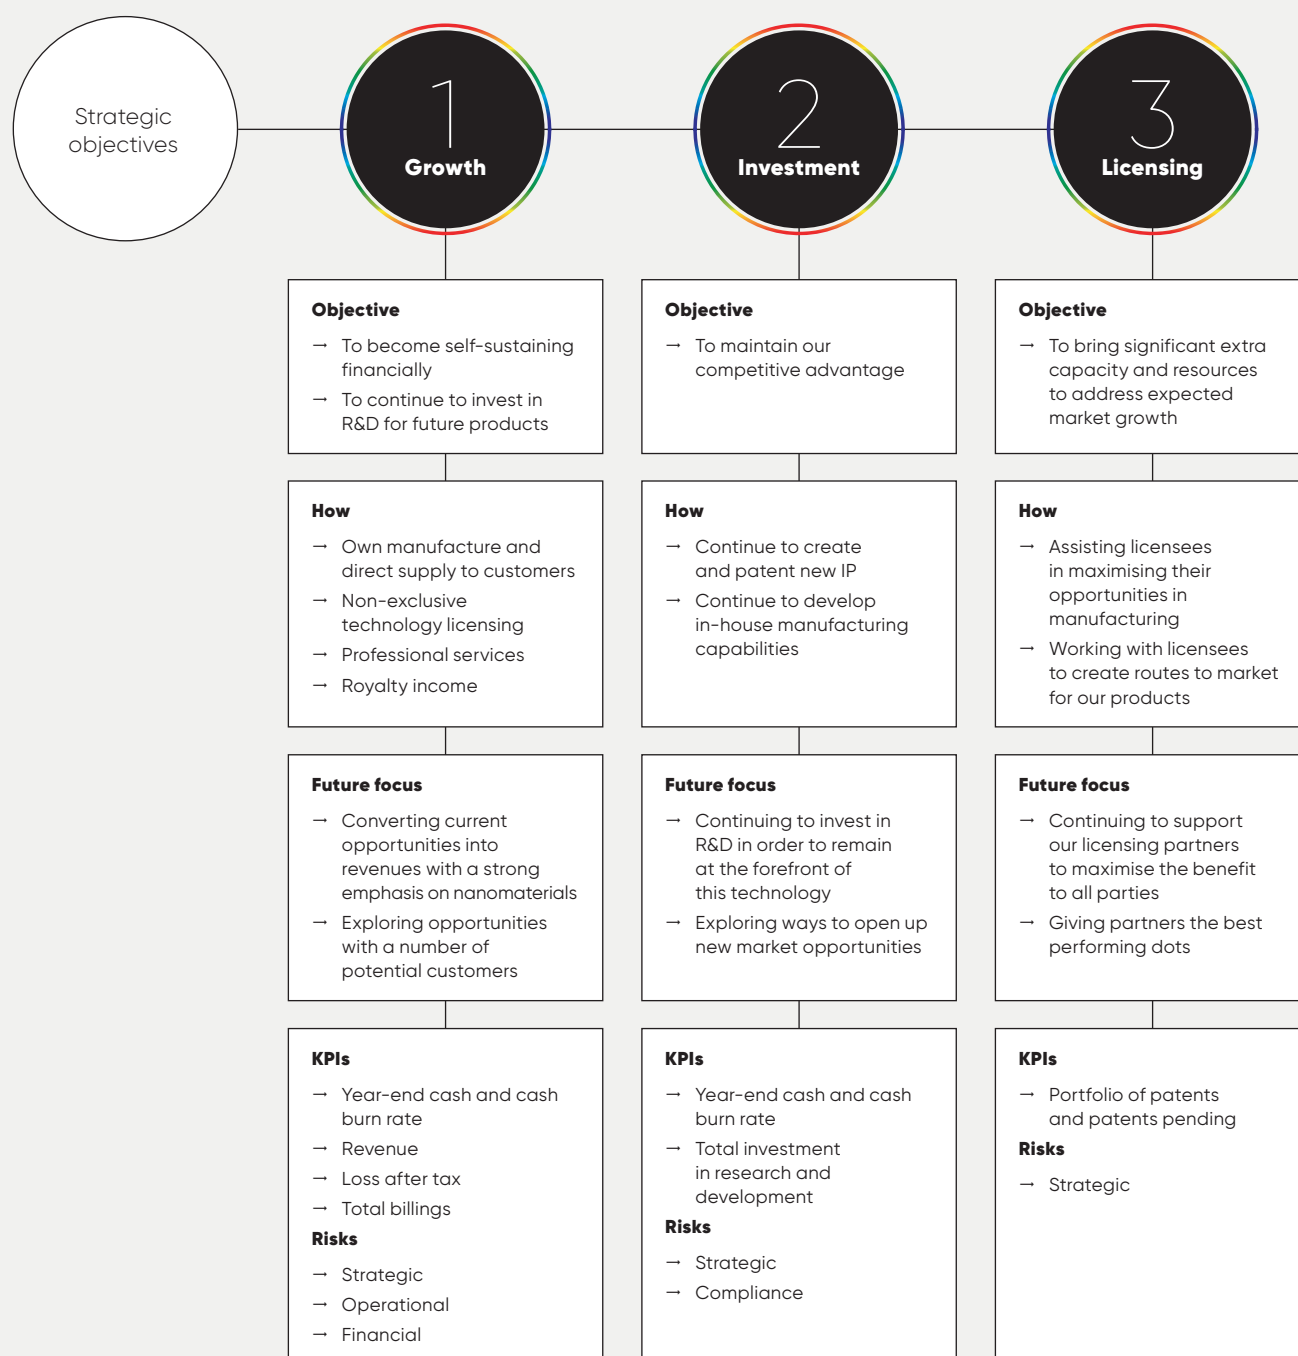 Strategic
objectives
1
Growth
2
Investment
3
Licensing
Objective
→ To become self-sustaining
financially
→ To continue to invest in
R&D for future products
Objective
→ To maintain our
competitive advantage
Objective
→ To bring significant extra
capacity and resources
to address expected
market growth
How
→ Own manufacture and
direct supply to customers
→ Non-exclusive
technology licensing
→ Professional services
→ Royalty income
How
→ Continue to create
and patent new IP
→ Continue to develop
in-house manufacturing
capabilities
How
→ Assisting licensees
in maximising their
opportunities in
manufacturing
→ Working with licensees
to create routes to market
for our products
Future focus
→ Converting current
opportunities into
revenues with a strong
emphasis on nanomaterials
→ Exploring opportunities
with a number of
potential customers
Future focus
→ Continuing to invest in
R&D in order to remain
at the forefront of
this technology
→ Exploring ways to open up
new market opportunities
Future focus
→ Continuing to support
our licensing partners
to maximise the benefit
to all parties
→ Giving partners the best
performing dots
KPIs
→ Year-end cash and cash
burn rate
→ Revenue
→ Loss after tax
→ Total billings
Risks
→ Strategic
→ Operational
→ Financial
KPIs
→ Year-end cash and cash
burn rate
→ Total investment
in research and
development
Risks
→ Strategic
→ Compliance
KPIs
→ Portfolio of patents
and patents pending
Risks
→ Strategic